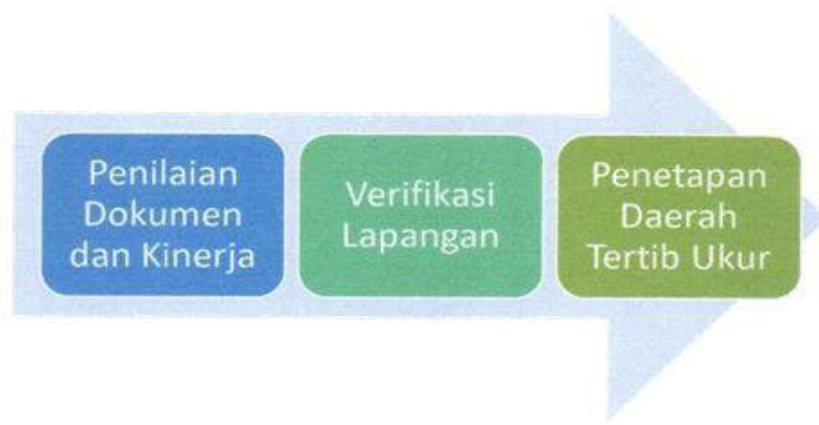 Penilaian
Dokumen
dan Kinerja
Verifikasi
Lapangan
Penetapan
Daerah
Tertib Ukur